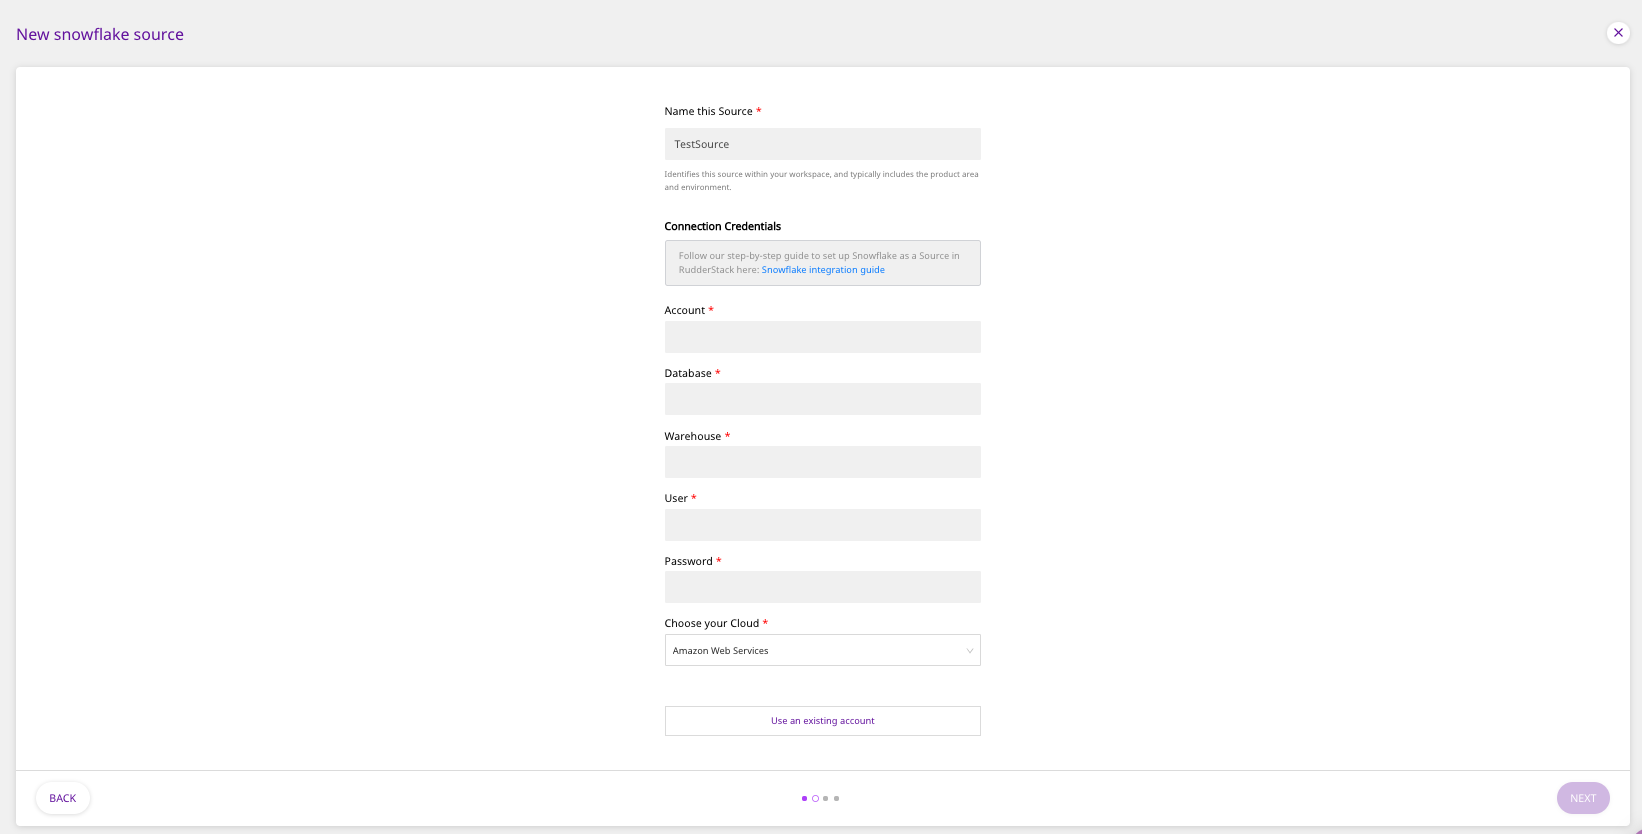 New snowflake source
Name this Source *
TestSource
Identifies this source within your workspace, and typically includes the product area
and environment.
Connection Credentials
Follow our step-by-step guide to set up Snowflake as a Source in
RudderStack here: Snowflake integration guide
Account *
Database *
Warehouse *
User *
Password *
Choose your Cloud *
Amazon Web Services
Use an existing account
BACK
NEXT